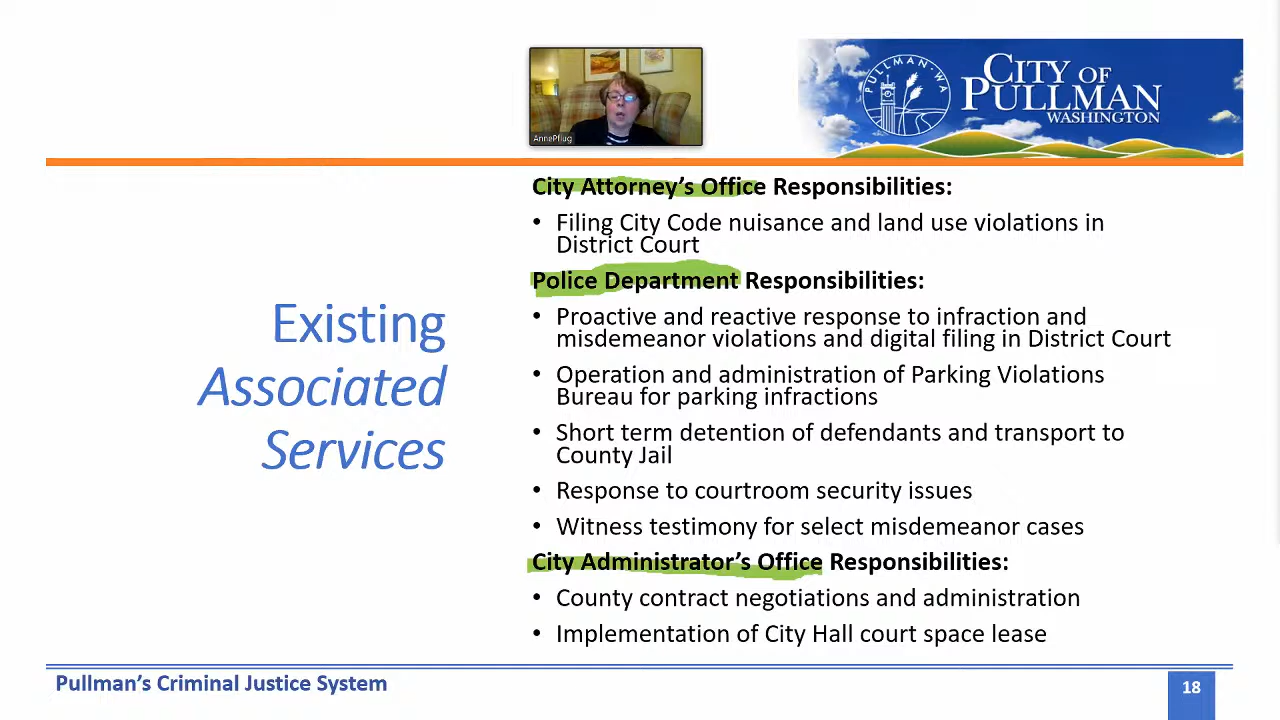 AnnePflug
PULLMAN·WA
CITY OF
PULLMAN
WASHINGTON
Existing
Associated
Services
City Attorney’s Office Responsibilities:
• Filing City Code nuisance and land use violations in
District Court
Police Department Responsibilities:
• Proactive and reactive response to infraction and
misdemeanor violations and digital filing in District Court
• Operation and administration of Parking Violations
Bureau for parking infractions
• Short term detention of defendants and transport to
County Jail
• Response to courtroom security issues
• Witness testimony for select misdemeanor cases
City Administrator’s Office Responsibilities:
• County contract negotiations and administration
• Implementation of City Hall court space lease
Pullman’s Criminal Justice System
18